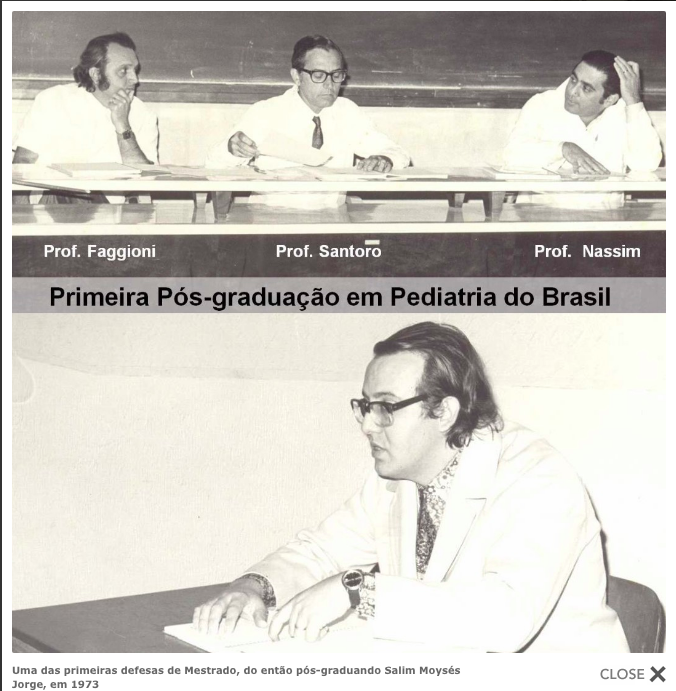 Prof. Faggioni Prof. Santoro Prof. Nassim
Primeira Pós-graduação em Pediatria do Brasil
Uma das primeiras defesas de Mestrado, do então pós-graduando Salim Moysés
Jorge, em 1973
CLOSE X